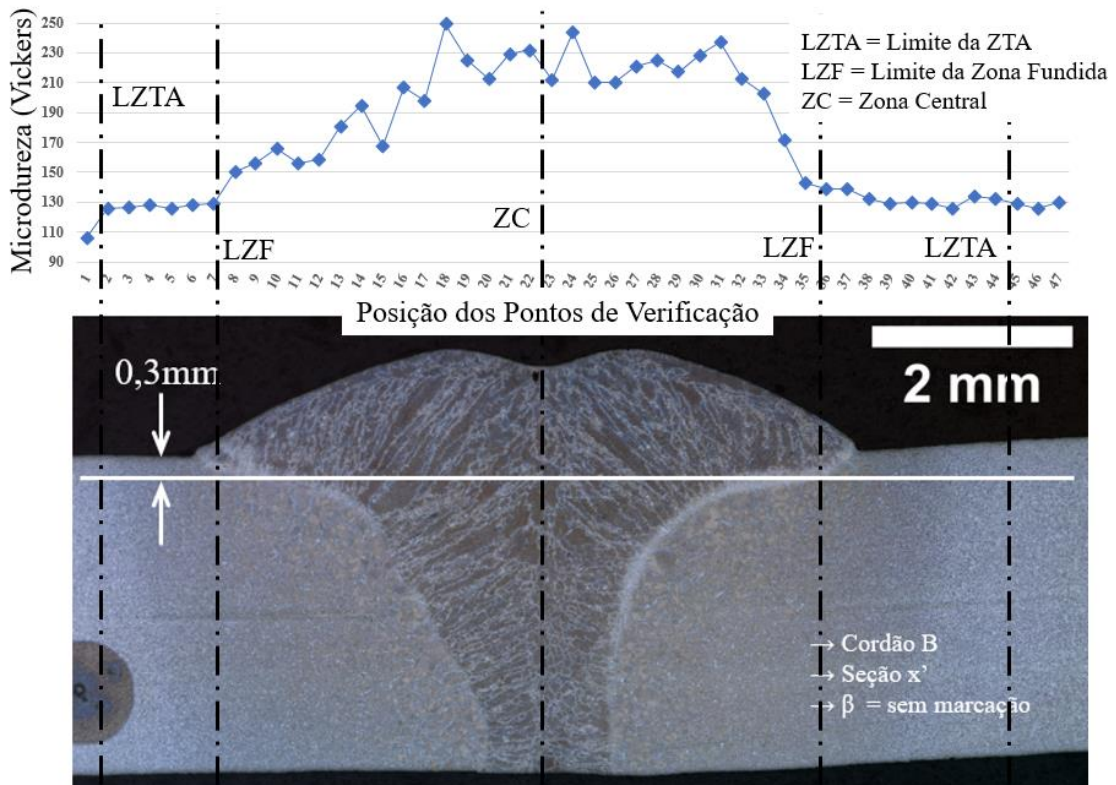 Microdureza (Vickers)
250
230
210
190
170
150
130
110
90
LZTA
LZF
ZC
LZF
LZTA
LZTA = Limite da ZTA
LZF = Limite da Zona Fundida
ZC = Zona Central
1 2 3 4 5 6 7 8 9 10 11 12 13 14 15 16 17 18 19 20 21 22 23 24 25 26 27 28 29 30 31 32 33 34 35 36 37 38 39 40 41 42 43 44 45 46 47
Posição dos Pontos de Verificação
0,3mm
2 mm
→ Cordão B
→ Seção x’
→ β = sem marcação